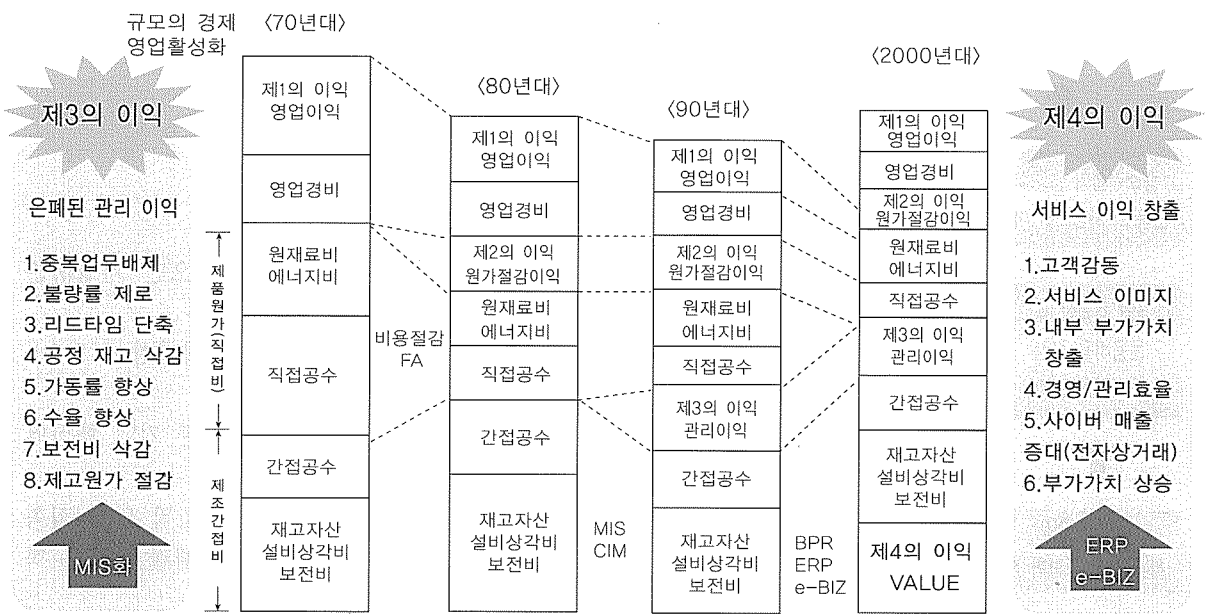 규모의 경제
영업활성화
〈70년대〉
〈80년대〉
〈90년대〉
〈2000년대〉
제3의 이익
은폐된 관리 이익
1.중복업무배제
2.불량률 제로
3.리드타임 단축
4.공정 재고 삭감
5.가동률 향상
6.수율 향상
7.보전비 삭감
8.제고원가 절감
MIS화
제품원가(직접비)
제조간접비
제1의 이익
영업이익
영업경비
원재료비
에너지비
직접공수
간접공수
재고자산
설비상각비
보전비
비용절감
FA
제1의 이익
영업이익
영업경비
제2의 이익
원가절감이익
원재료비
에너지비
직접공수
간접공수
재고자산
설비상각비
보전비
MIS
CIM
제1의 이익
영업이익
영업경비
제2의 이익
원가절감이익
원재료비
에너지비
직접공수
제3의 이익
관리이익
간접공수
재고자산
설비상각비
보전비
BPR
ERP
e-BIZ
제1의 이익
영업이익
영업경비
제2의 이익
원가절감이익
원재료비
에너지비
직접공수
제3의 이익
관리이익
간접공수
재고자산
설비상각비
보전비
제4의 이익
VALUE
제4의 이익
서비스 이익 창출
1.고객감동
2.서비스 이미지
3.내부 부가가치
창출
4.경영/관리효율
5.사이버 매출
증대(전자상거래)
6.부가가치 상승
ERP
e-BIZ